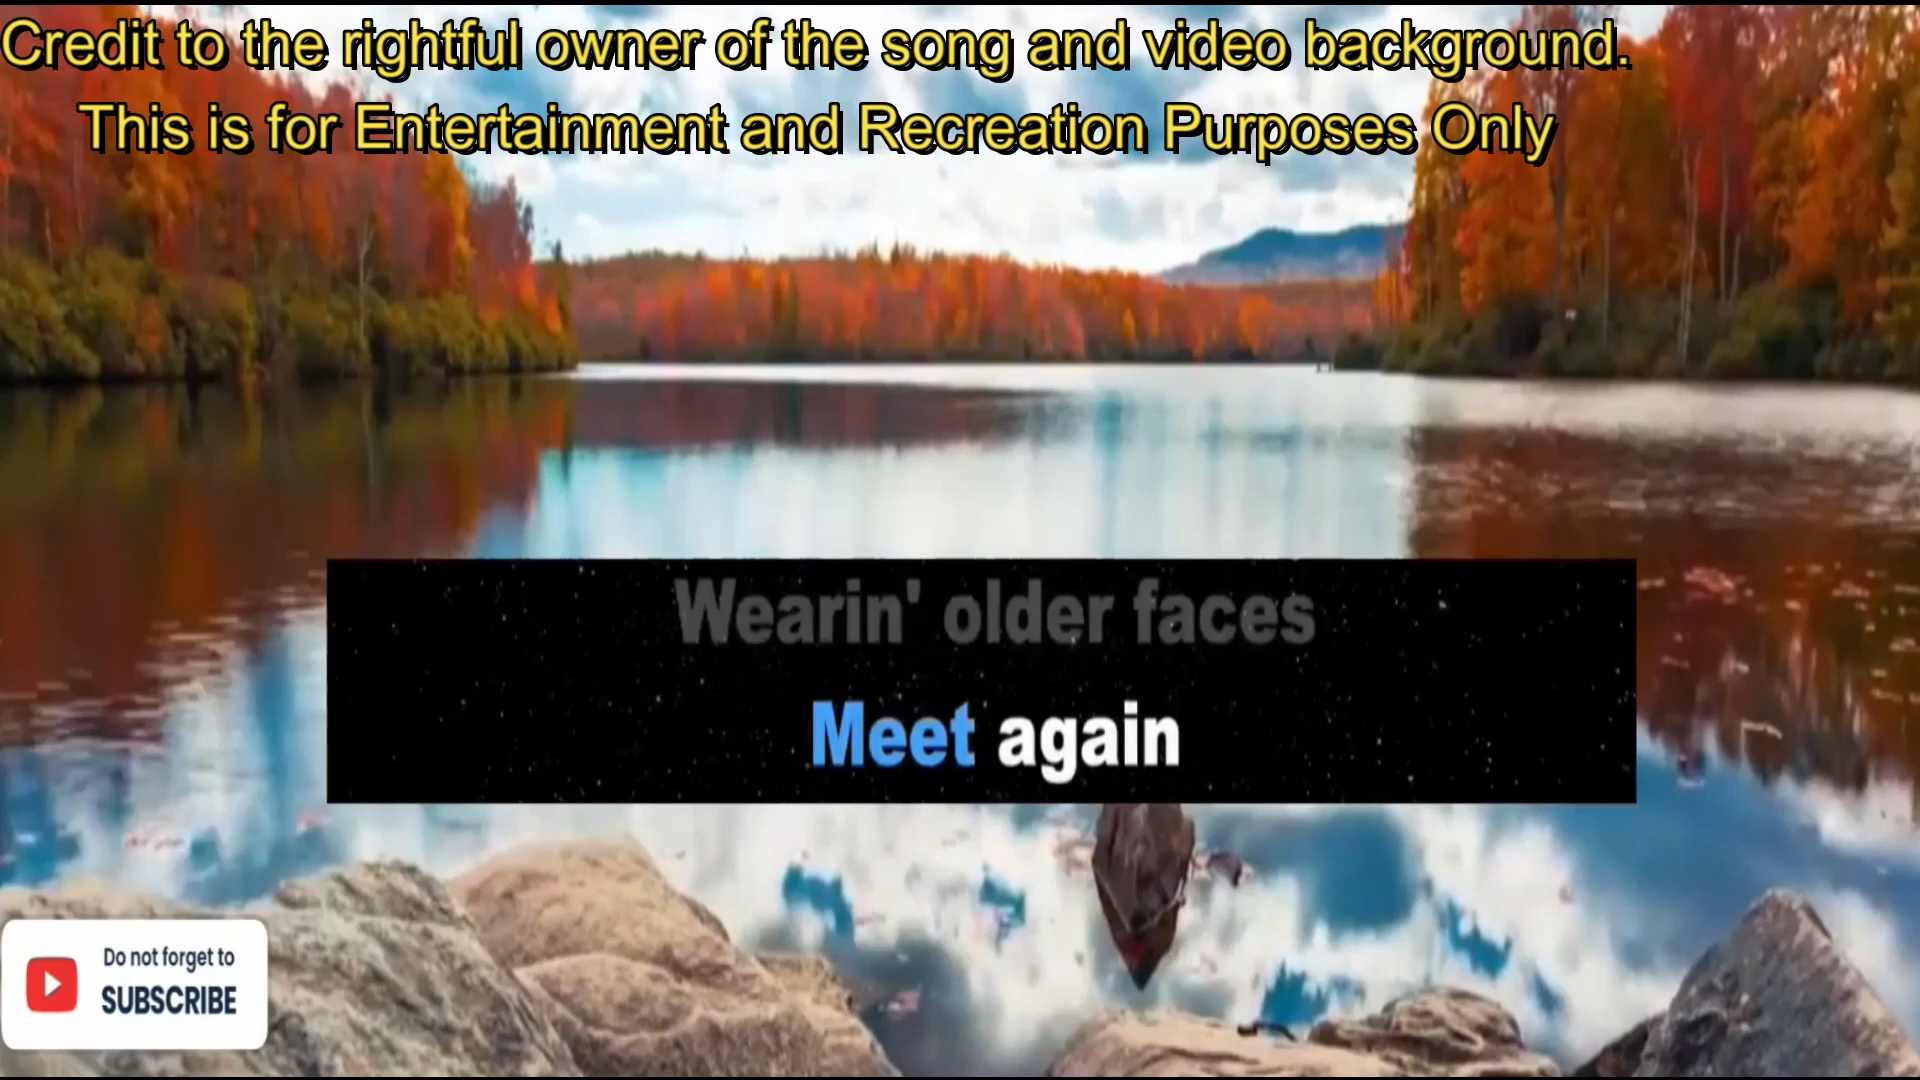 Credit to the rightful owner of the song and video background.
This is for Entertainment and Recreation Purposes Only
Wearin' older faces
Meet again
Do not forget to
SUBSCRIBE